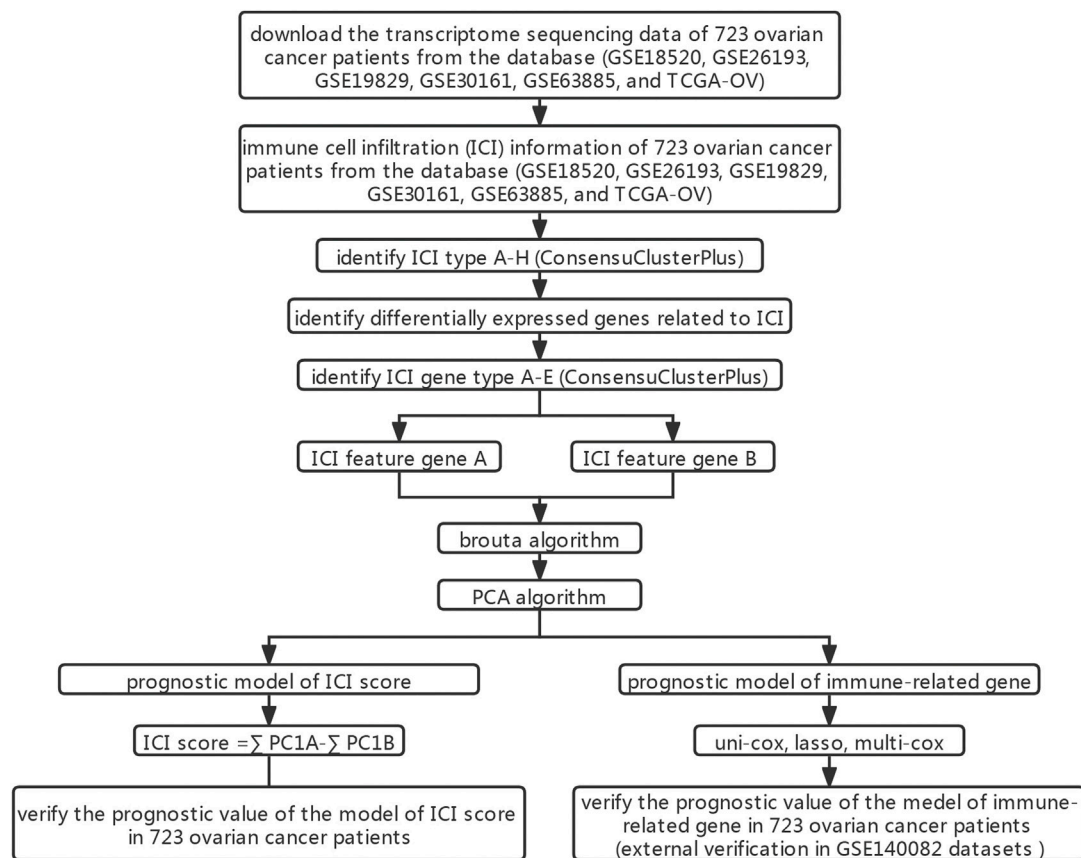 download the transcriptome sequencing data of 723 ovarian
cancer patients from the database (GSE18520, GSE26193,
GSE19829, GSE30161, GSE63885, and TCGA-OV)
immune cell infiltration (ICI) information of 723 ovarian cancer
patients from the database (GSE18520, GSE26193, GSE19829,
GSE30161, GSE63885, and TCGA-OV)
identify ICI type A-H (ConsensuClusterPlus)
identify differentially expressed genes related to ICI
identify ICI gene type A-E (ConsensuClusterPlus)
ICI feature gene A
ICI feature gene B
brouta algorithm
PCA algorithm
prognostic model of ICI score
prognostic model of immune-related gene
ICI score =∑ PC1A-∑ PC1B
uni-cox, lasso, multi-cox
verify the prognostic value of the model of ICI score
in 723 ovarian cancer patients
verify the prognostic value of the medel of immune-
related gene in 723 ovarian cancer patients
(external verification in GSE140082 datasets )